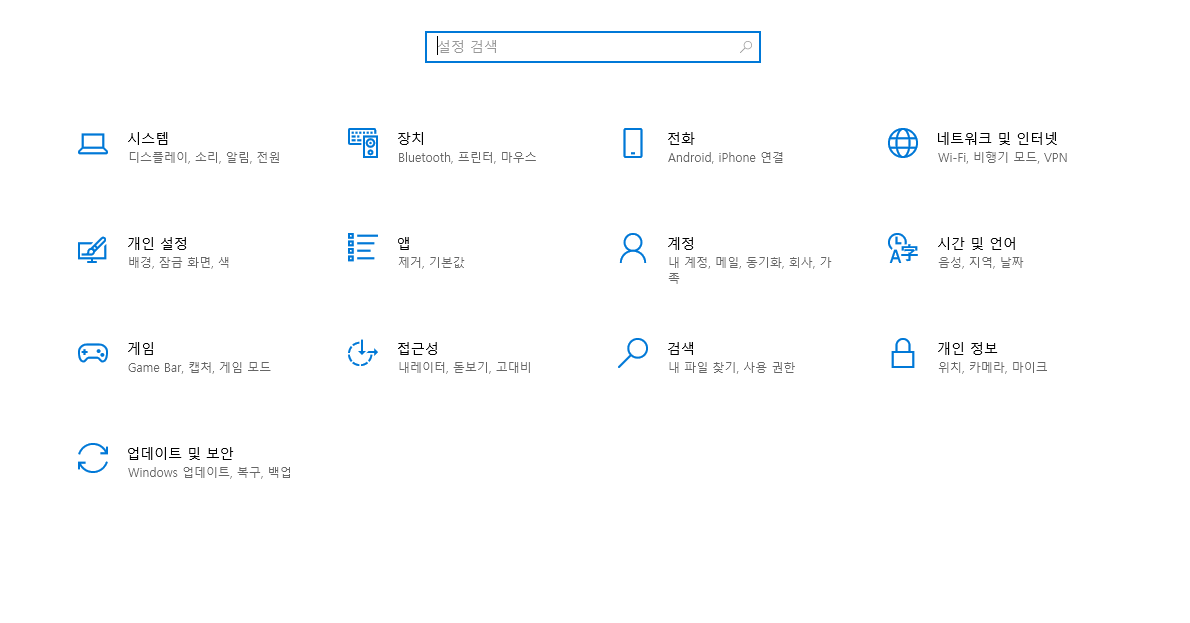 설정 검색
시스템
디스플레이, 소리, 알림, 전원
장치
Bluetooth, 프린터, 마우스
전화
Android, iPhone 연결
네트워크 및 인터넷
Wi-Fi, 비행기 모드, VPN
개인 설정
배경, 잠금 화면, 색
앱
제거, 기본값
계정
내 계정, 메일, 동기화, 회사, 가
족
시간 및 언어
음성, 지역, 날짜
게임
Game Bar, 캡처, 게임 모드
접근성
내레이터, 돋보기, 고대비
검색
내 파일 찾기, 사용 권한
개인 정보
위치, 카메라, 마이크
업데이트 및 보안
Windows 업데이트, 복구, 백업